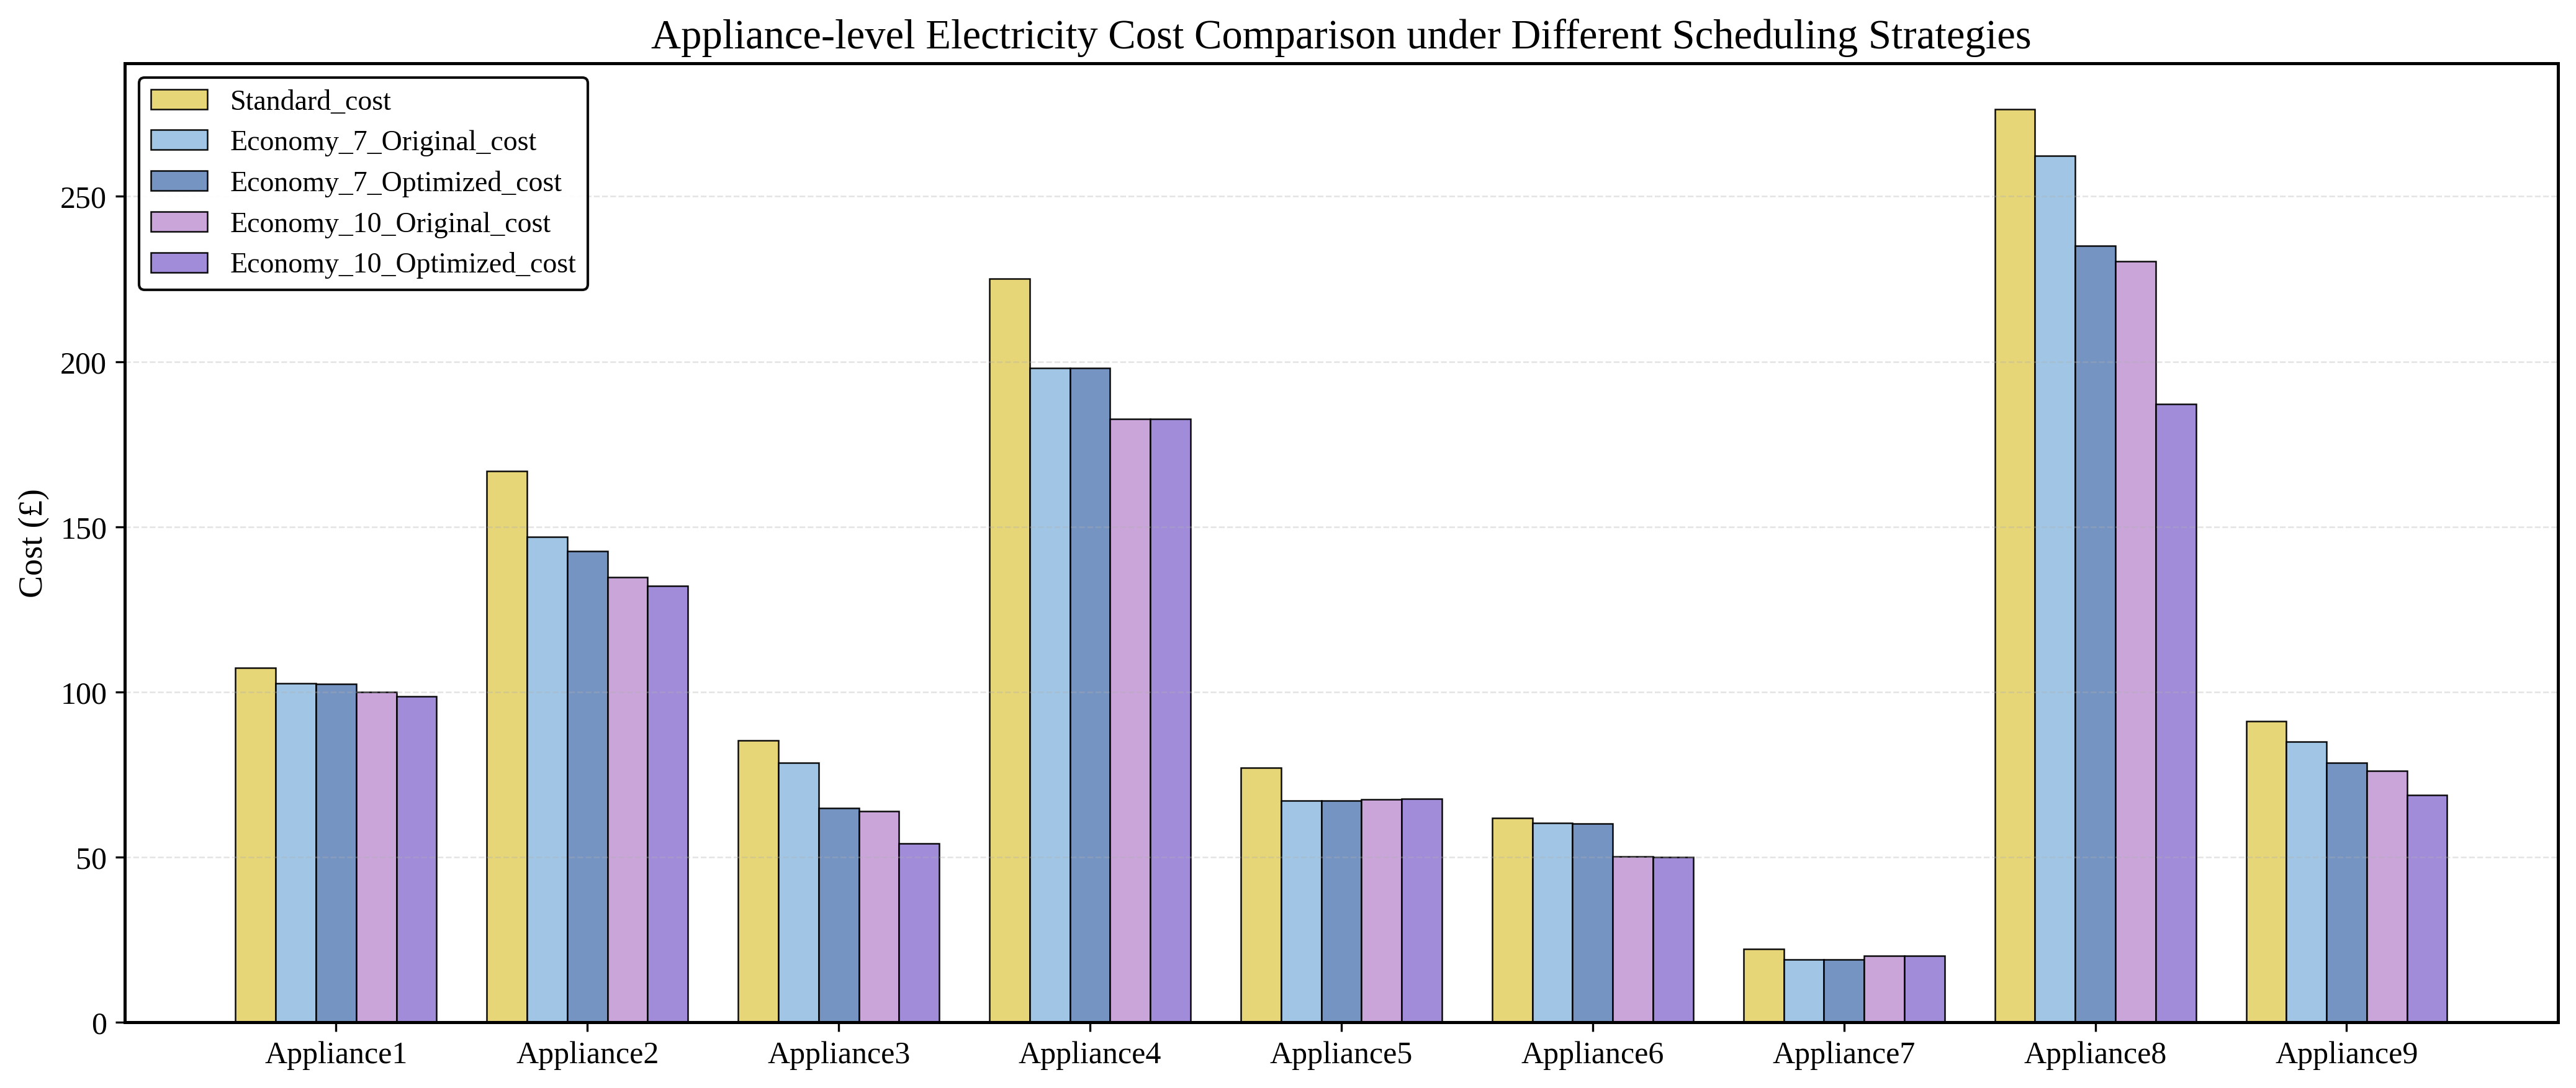 Appliance-level Electricity Cost Comparison under Different Scheduling Strategies
Standard_cost
Economy_7_Original_cost
Economy_7_Optimized_cost
Economy_10_Original_cost
Economy_10_Optimized_cost
Cost (£)
250
200
150
100
50
0
Appliance1 Appliance2 Appliance3 Appliance4 Appliance5 Appliance6 Appliance7 Appliance8 Appliance9